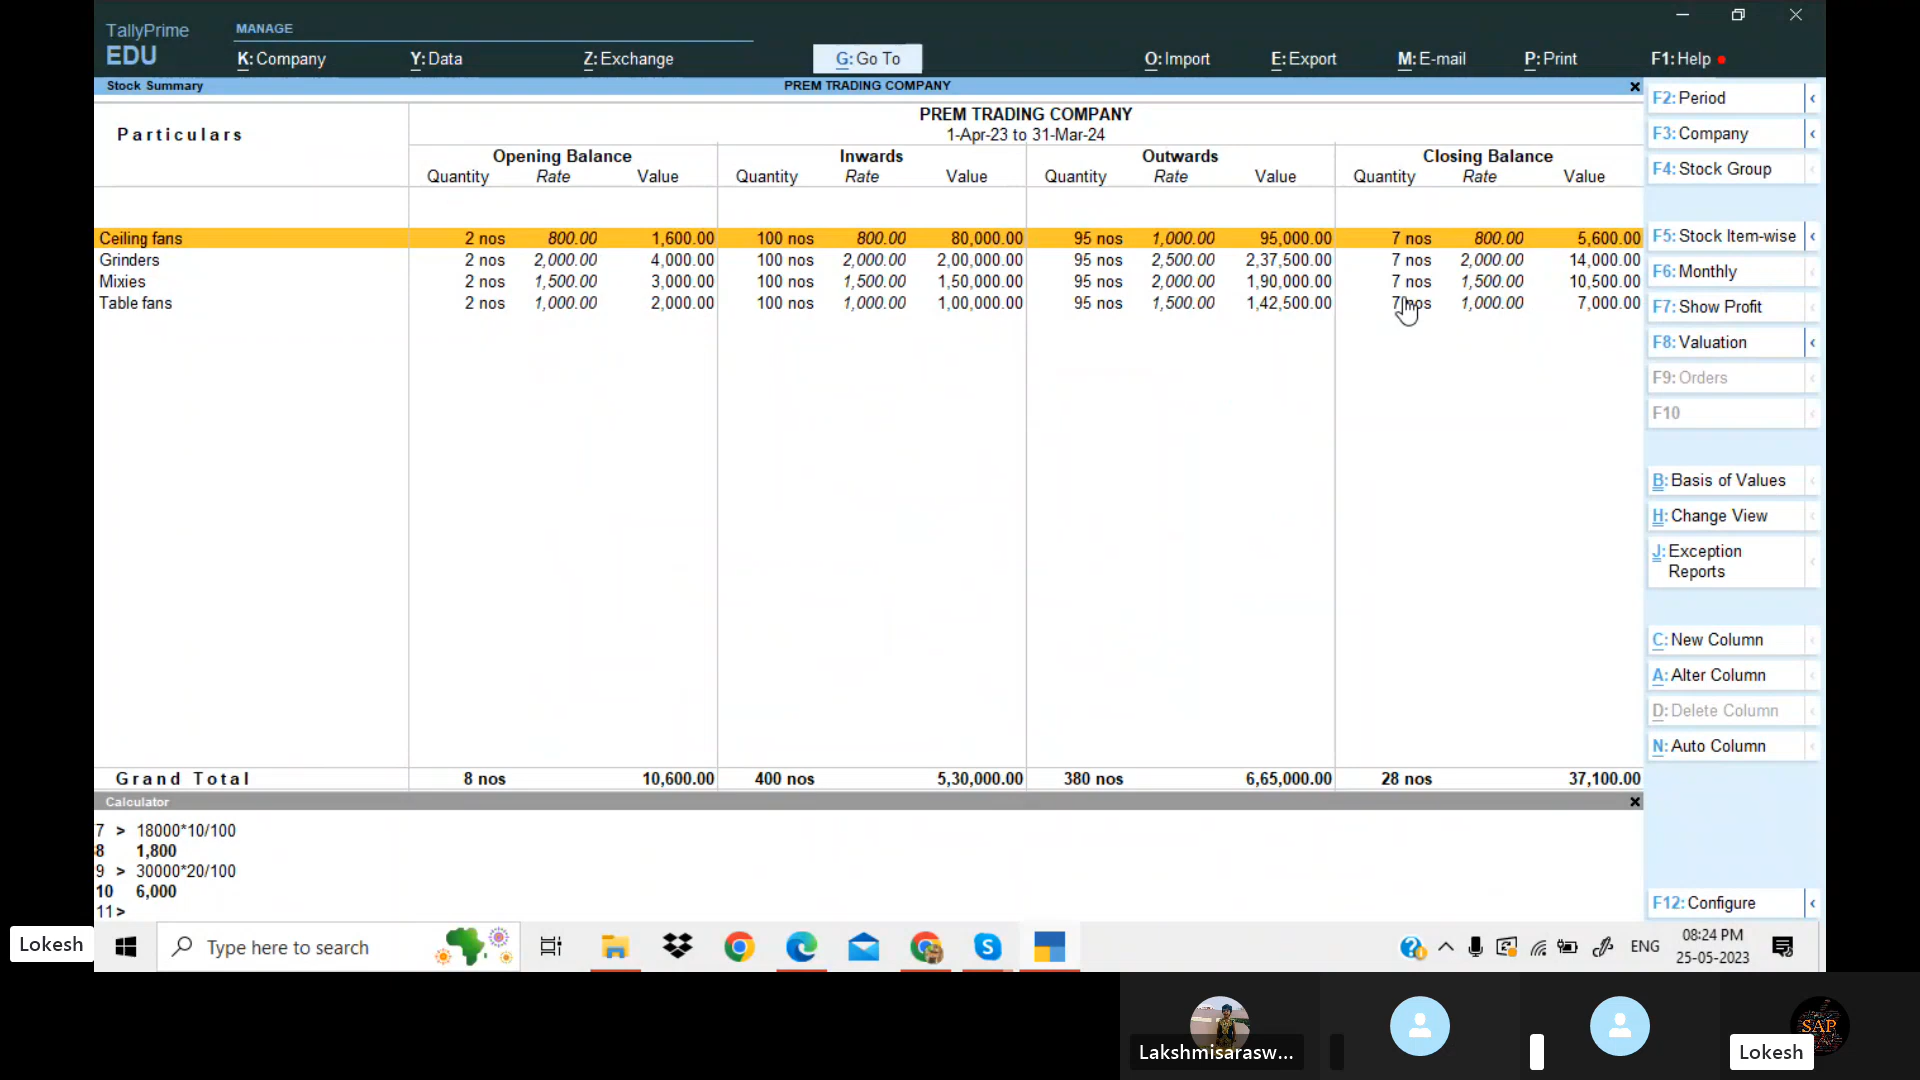 TallyPrime
EDU
MANAGE
K: Company Y: Data Z: Exchange G: Go To O: Import E: Export M: E-mail P: Print F1: Help
Stock Summary PREM TRADING COMPANY
Particulars
PREM TRADING COMPANY
1-Apr-23 to 31-Mar-24
Opening Balance Inwards Outwards Closing Balance
Quantity Rate Value Quantity Rate Value Quantity Rate Value Quantity Rate Value
Ceiling fans 2 nos 800.00 1,600.00 100 nos 800.00 80,000.00 95 nos 1,000.00 95,000.00 7 nos 800.00 5,600.00
Grinders 2 nos 2,000.00 4,000.00 100 nos 2,000.00 2,00,000.00 95 nos 2,500.00 2,37,500.00 7 nos 2,000.00 14,000.00
Mixies 2 nos 1,500.00 3,000.00 100 nos 1,500.00 1,50,000.00 95 nos 2,000.00 1,90,000.00 7 nos 1,500.00 10,500.00
Table fans 2 nos 1,000.00 2,000.00 100 nos 1,000.00 1,00,000.00 95 nos 1,500.00 1,42,500.00 7 nos 1,000.00 7,000.00
Grand Total 8 nos 10,600.00 400 nos 5,30,000.00 380 nos 6,65,000.00 28 nos 37,100.00
Calculator
7 > 18000*10/100
8 1,800
9 > 30000*20/100
10 6,000
11>
F2: Period
F3: Company
F4: Stock Group
F5: Stock Item-wise
F6: Monthly
F7: Show Profit
F8: Valuation
F9: Orders
F10
B: Basis of Values
H: Change View
J: Exception
Reports
C: New Column
A: Alter Column
D: Delete Column
N: Auto Column
F12: Configure
Lokesh
Type here to search
ENG
08:24 PM
25-05-2023
Lakshmisarasw...
SAP
Lokesh